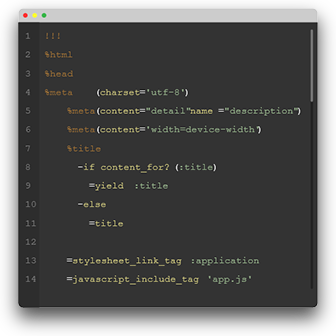 1 !!!
2 %html
3 %head
4 %meta (charset='utf-8')
5 %meta(content="detail"name ="description")
6 %meta(content='width=device-width')
7 %title
8 -if content_for? (:title)
9 =yield :title
10 -else
11 =title
12
13 =stylesheet_link_tag :application
14 =javascript_include_tag 'app.js'